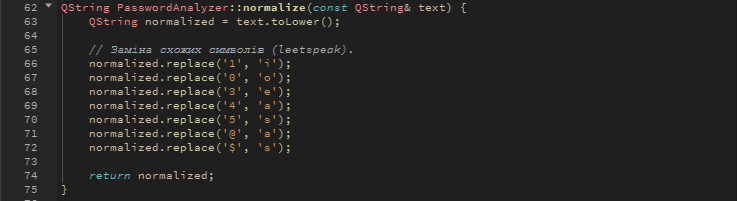 62 QString PasswordAnalyzer::normalize(const QString& text) {
63     QString normalized = text.toLower();
64
65     // Заміна схожих символів (leetspeak).
66     normalized.replace('1', 'i');
67     normalized.replace('0', 'o');
68     normalized.replace('3', 'e');
69     normalized.replace('4', 'a');
70     normalized.replace('5', 's');
71     normalized.replace('@', 'a');
72     normalized.replace('$', 's');
73
74     return normalized;
75 }